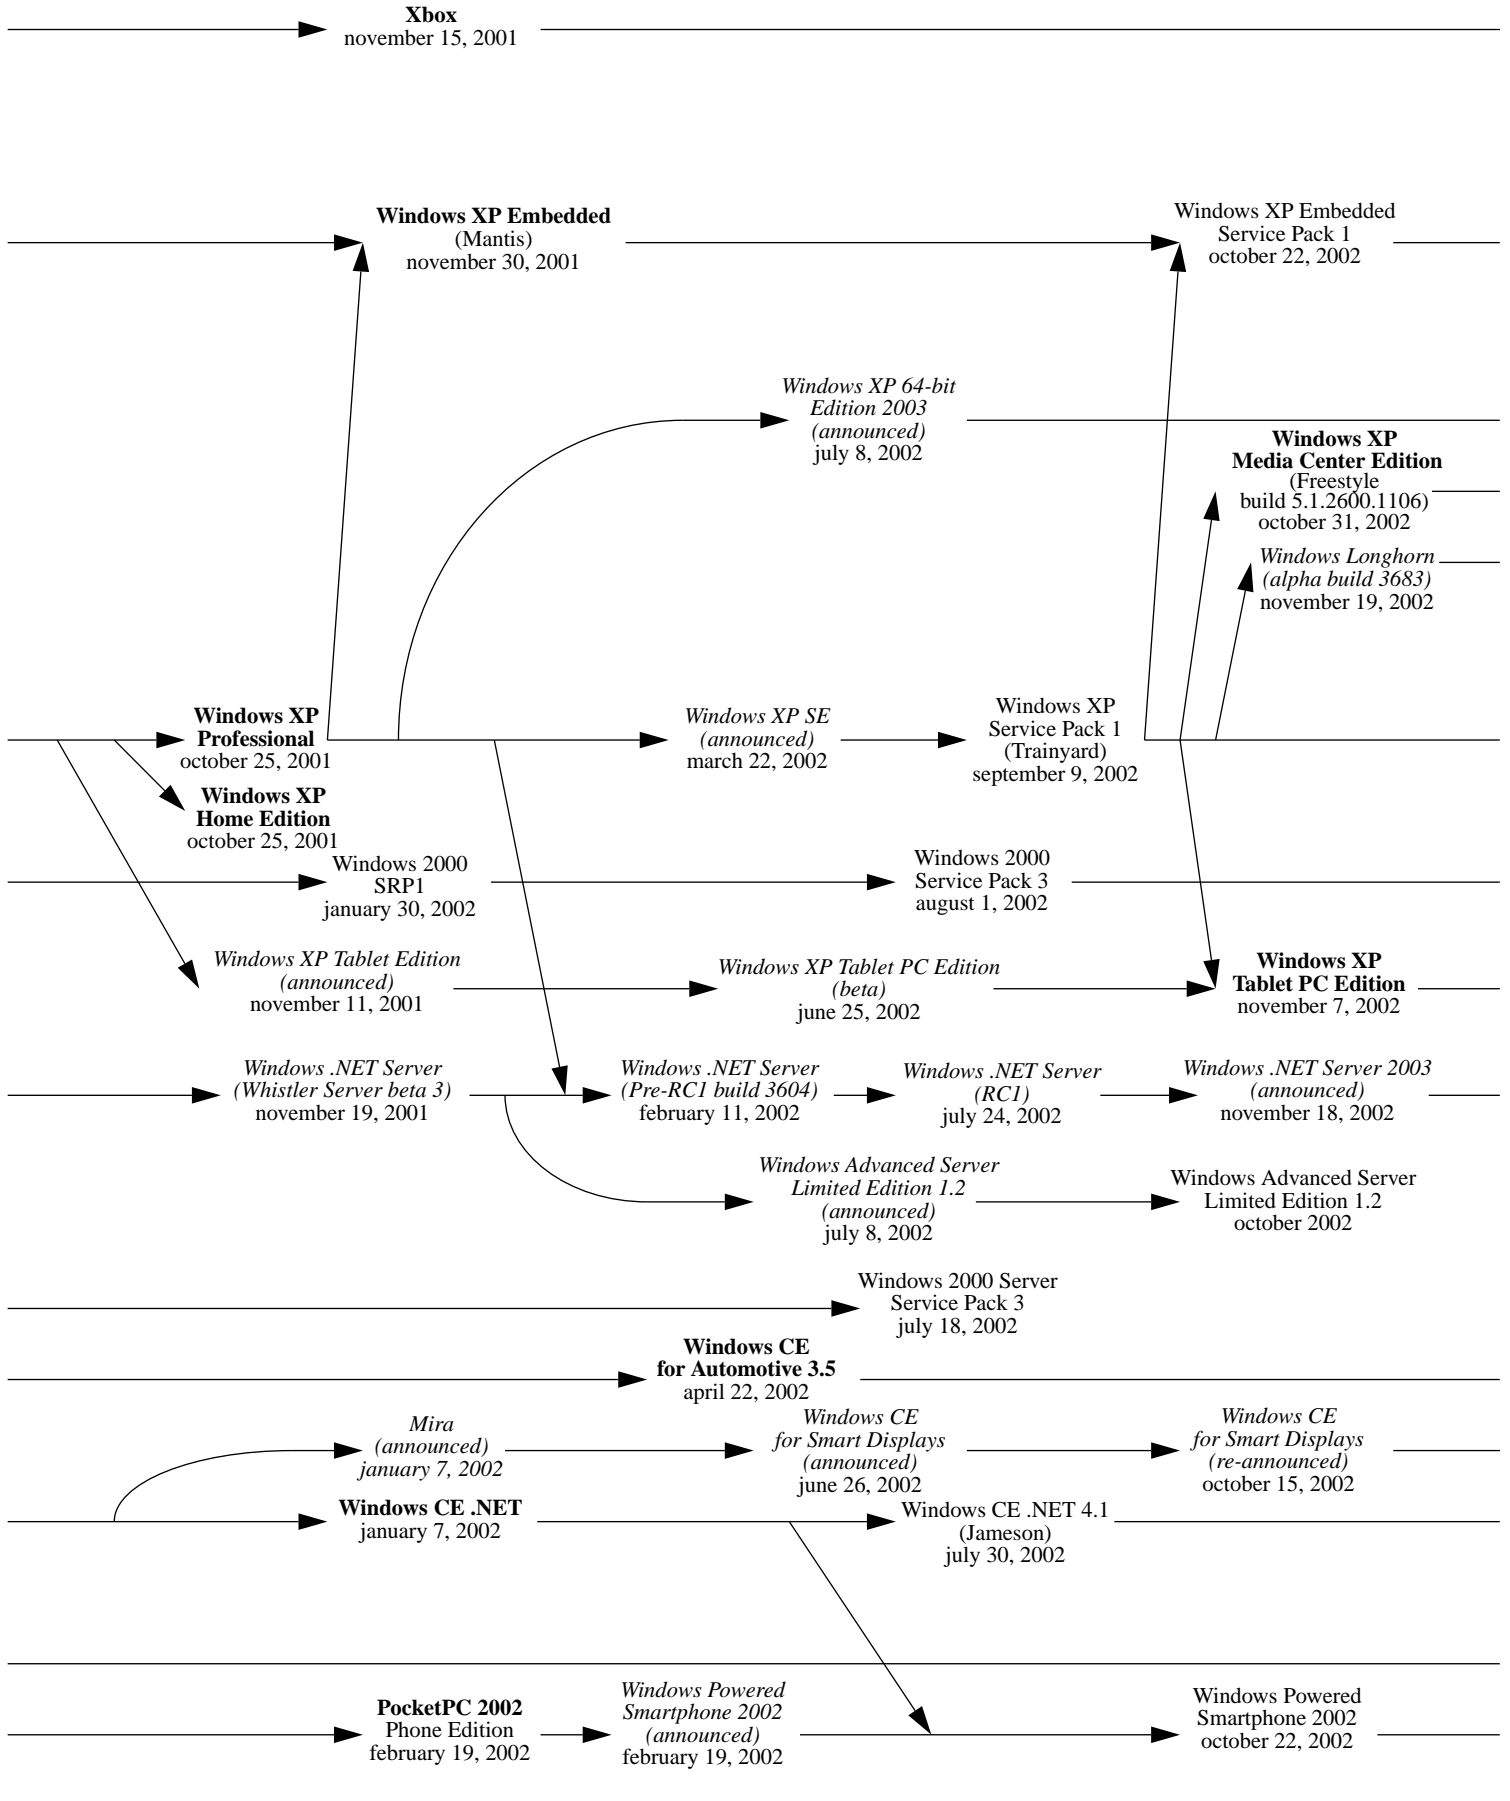 Xbox
november 15, 2001
Windows XP Embedded
(Mantis)
november 30, 2001
Windows XP Embedded
Service Pack 1
october 22, 2002
Windows XP 64-bit
Edition 2003
(announced)
july 8, 2002
Windows XP
Media Center Edition
(Freestyle
build 5.1.2600.1106)
october 31, 2002
Windows Longhorn
(alpha build 3683)
november 19, 2002
Windows XP
Professional
october 25, 2001
Windows XP SE
(announced)
march 22, 2002
Windows XP
Service Pack 1
(Trainyard)
september 9, 2002
Windows XP
Home Edition
october 25, 2001
Windows 2000
SRP1
january 30, 2002
Windows 2000
Service Pack 3
august 1, 2002
Windows XP Tablet Edition
(announced)
november 11, 2001
Windows XP Tablet PC Edition
(beta)
june 25, 2002
Windows XP
Tablet PC Edition
november 7, 2002
Windows .NET Server
(Whistler Server beta 3)
november 19, 2001
Windows .NET Server
(Pre-RC1 build 3604)
february 11, 2002
Windows .NET Server
(RC1)
july 24, 2002
Windows .NET Server 2003
(announced)
november 18, 2002
Windows Advanced Server
Limited Edition 1.2
(announced)
july 8, 2002
Windows Advanced Server
Limited Edition 1.2
october 2002
Windows 2000 Server
Service Pack 3
july 18, 2002
Windows CE
for Automotive 3.5
april 22, 2002
Mira
(announced)
january 7, 2002
Windows CE
for Smart Displays
(announced)
june 26, 2002
Windows CE
for Smart Displays
(re-announced)
october 15, 2002
Windows CE .NET
january 7, 2002
Windows CE .NET 4.1
(Jameson)
july 30, 2002
PocketPC 2002
Phone Edition
february 19, 2002
Windows Powered
Smartphone 2002
(announced)
february 19, 2002
Windows Powered
Smartphone 2002
october 22, 2002